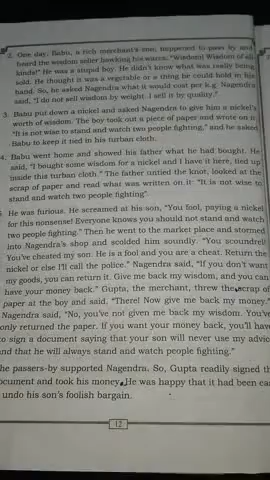 2. One day, Babu, a rich merchant's son, happened to pass by and
heard the wisdom seller hawking his wares. "Wisdom! Wisdom of all
kinds!" He was a stupid boy. He didn't know what was really being
sold. He thought it was a vegetable or a thing he could hold in his
hand. So, he asked Nagendra what it would cost per k.g. Nagendra
said, "I do not sell wisdom by weight. I sell it by quality."
3. Babu put down a nickel and asked Nagendra to give him a nickel's
worth of wisdom. The boy took out a piece of paper and wrote on it:
"It is not wise to stand and watch two people fighting," and he asked
Babu to keep it tied to his turban cloth.
4. Babu went home and showed his father what he had bought. He
said, "I bought some wisdom for a nickel and I have it here, tied up
inside this turban cloth." The father untied the knot, looked at the
scrap of paper and read what was written on it: "It is not wise to
stand and watch two people fighting".
He was furious. He screamed at his son, "You fool, paying a nickel
for this nonsense! Everyone knows you should not stand and watch
two people fighting." Then he went to the market place and stormed
into Nagendra's shop and scolded him soundly. "You scoundrel!
You've cheated my son. He is a fool and you are a cheat. Return the
nickel or else I'll call the police." Nagendra said, "If you don't want
my goods, you can return it. Give me back my wisdom, and you can
have your money back." Gupta, the merchant, threw the scrap of
paper at the boy and said, "There! Now give me back my money."
Nagendra said, "No, you've not given me back my wisdom. You've
only returned the paper. If you want your money back, you'll have
to sign a document saying that your son will never use my advice
and that he will always stand and watch people fighting."
he passers-by supported Nagendra. So, Gupta readily signed th
ocument and took his money. He was happy that it had been eas
undo his son's foolish bargain.
12